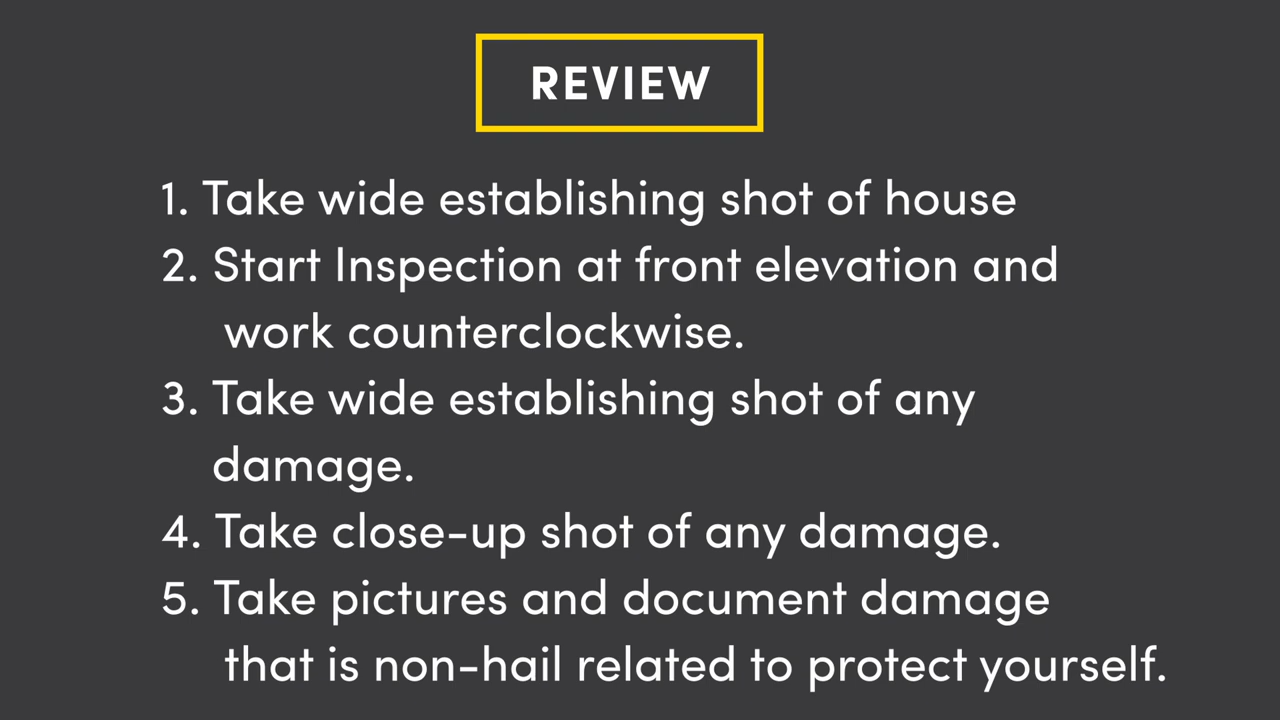 REVIEW
1. Take wide establishing shot of house
2. Start Inspection at front elevation and
work counterclockwise.
3. Take wide establishing shot of any
damage.
4. Take close-up shot of any damage.
5. Take pictures and document damage
that is non-hail related to protect yourself.